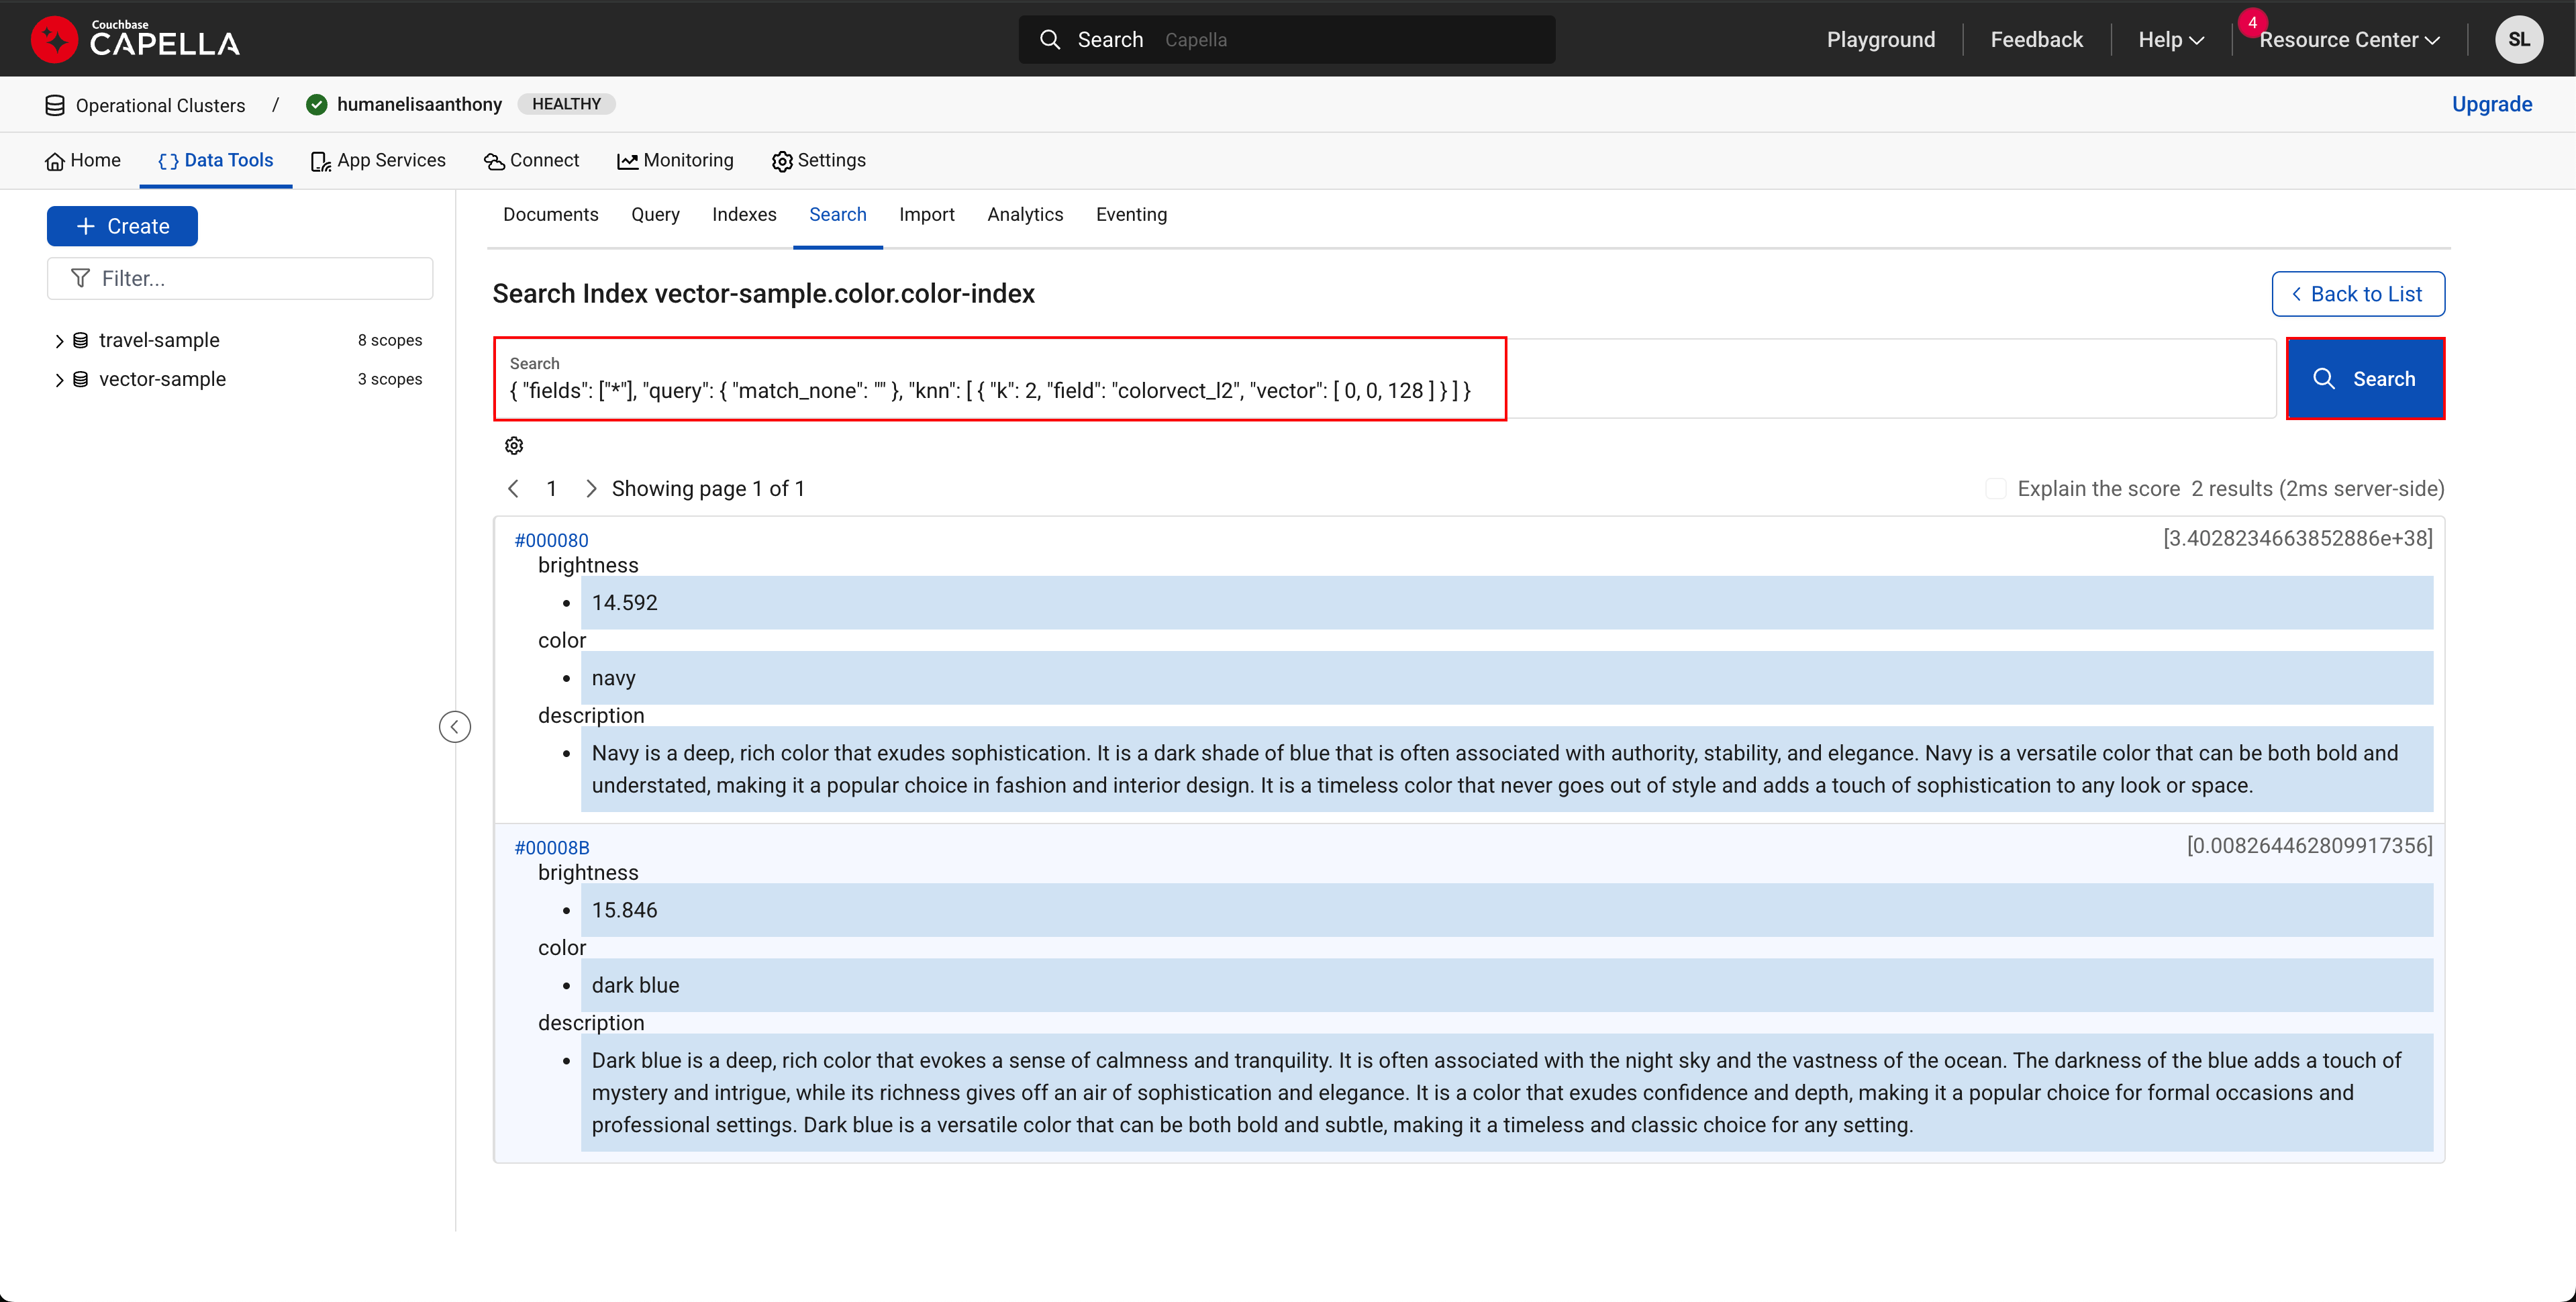 Couchbase
CAPELLA
Search Capella
Playground
Feedback
Help
4
Resource Center
SL
Operational Clusters / humanelisaanthony HEALTHY
Upgrade
Home
{} Data Tools
App Services
Connect
Monitoring
Settings
+ Create
Filter...
travel-sample 8 scopes
vector-sample 3 scopes
Documents Query Indexes Search Import Analytics Eventing
Search Index vector-sample.color.color-index
Back to List
Search
{ "fields": ["*"], "query": { "match_none": "" }, "knn": [ { "k": 2, "field": "colorvect_l2", "vector": [ 0, 0, 128 ] } ] }
Search
1 Showing page 1 of 1
Explain the score 2 results (2ms server-side)
#000080 [3.4028234663852886e+38]
brightness
• 14.592
color
• navy
description
• Navy is a deep, rich color that exudes sophistication. It is a dark shade of blue that is often associated with authority, stability, and elegance. Navy is a versatile color that can be both bold and
understated, making it a popular choice in fashion and interior design. It is a timeless color that never goes out of style and adds a touch of sophistication to any look or space.
#00008B [0.008264462809917356]
brightness
• 15.846
color
• dark blue
description
• Dark blue is a deep, rich color that evokes a sense of calmness and tranquility. It is often associated with the night sky and the vastness of the ocean. The darkness of the blue adds a touch of
mystery and intrigue, while its richness gives off an air of sophistication and elegance. It is a color that exudes confidence and depth, making it a popular choice for formal occasions and
professional settings. Dark blue is a versatile color that can be both bold and subtle, making it a timeless and classic choice for any setting.